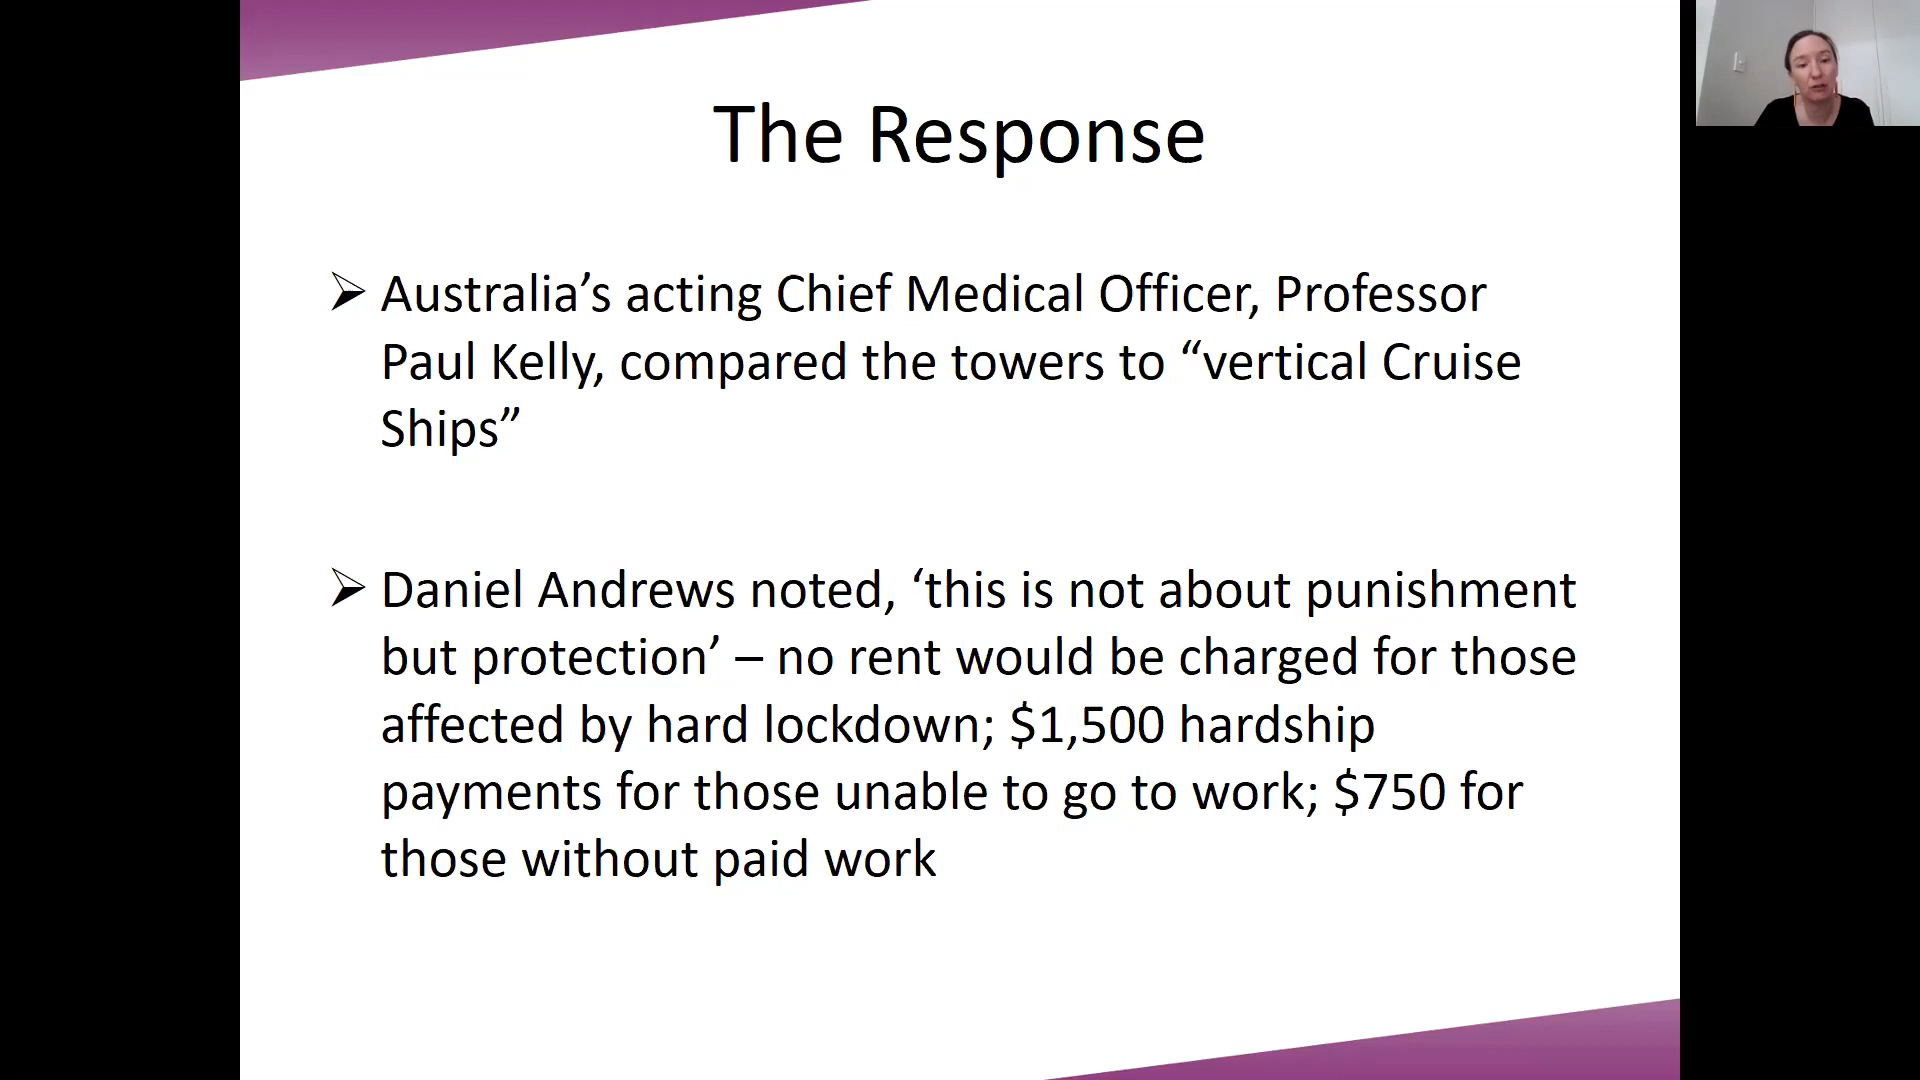 The Response
➢ Australia’s acting Chief Medical Officer, Professor
Paul Kelly, compared the towers to “vertical Cruise
Ships”
➢ Daniel Andrews noted, ‘this is not about punishment
but protection’ – no rent would be charged for those
affected by hard lockdown; $1,500 hardship
payments for those unable to go to work; $750 for
those without paid work